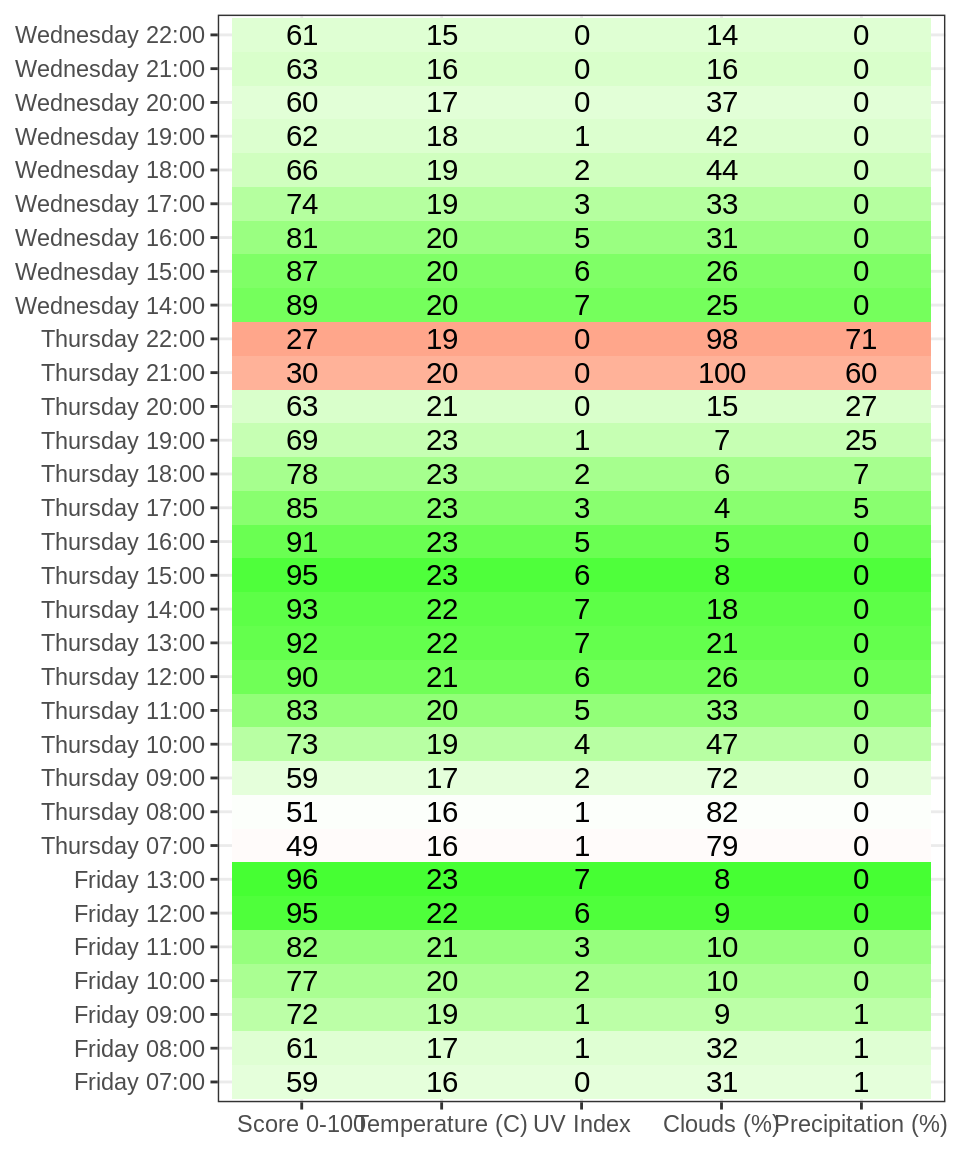 Wednesday 22:00 61 15 0 14 0
Wednesday 21:00 63 16 0 16 0
Wednesday 20:00 60 17 0 37 0
Wednesday 19:00 62 18 1 42 0
Wednesday 18:00 66 19 2 44 0
Wednesday 17:00 74 19 3 33 0
Wednesday 16:00 81 20 5 31 0
Wednesday 15:00 87 20 6 26 0
Wednesday 14:00 89 20 7 25 0
Thursday 22:00 27 19 0 98 71
Thursday 21:00 30 20 0 100 60
Thursday 20:00 63 21 0 15 27
Thursday 19:00 69 23 1 7 25
Thursday 18:00 78 23 2 6 7
Thursday 17:00 85 23 3 4 5
Thursday 16:00 91 23 5 5 0
Thursday 15:00 95 23 6 8 0
Thursday 14:00 93 22 7 18 0
Thursday 13:00 92 22 7 21 0
Thursday 12:00 90 21 6 26 0
Thursday 11:00 83 20 5 33 0
Thursday 10:00 73 19 4 47 0
Thursday 09:00 59 17 2 72 0
Thursday 08:00 51 16 1 82 0
Thursday 07:00 49 16 1 79 0
Friday 13:00 96 23 7 8 0
Friday 12:00 95 22 6 9 0
Friday 11:00 82 21 3 10 0
Friday 10:00 77 20 2 10 0
Friday 09:00 72 19 1 9 1
Friday 08:00 61 17 1 32 1
Friday 07:00 59 16 0 31 1
Score 0-100 Temperature (C) UV Index Clouds (%) Precipitation (%)